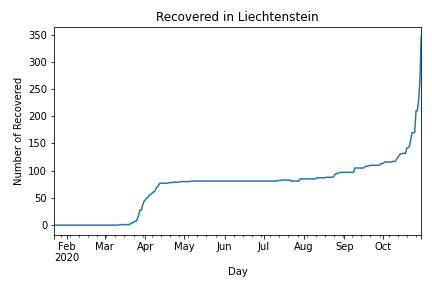 Recovered in Liechtenstein
Number of Recovered
350
300
250
200
150
100
50
0
Feb Mar Apr May Jun Jul Aug Sep Oct
2020
Day